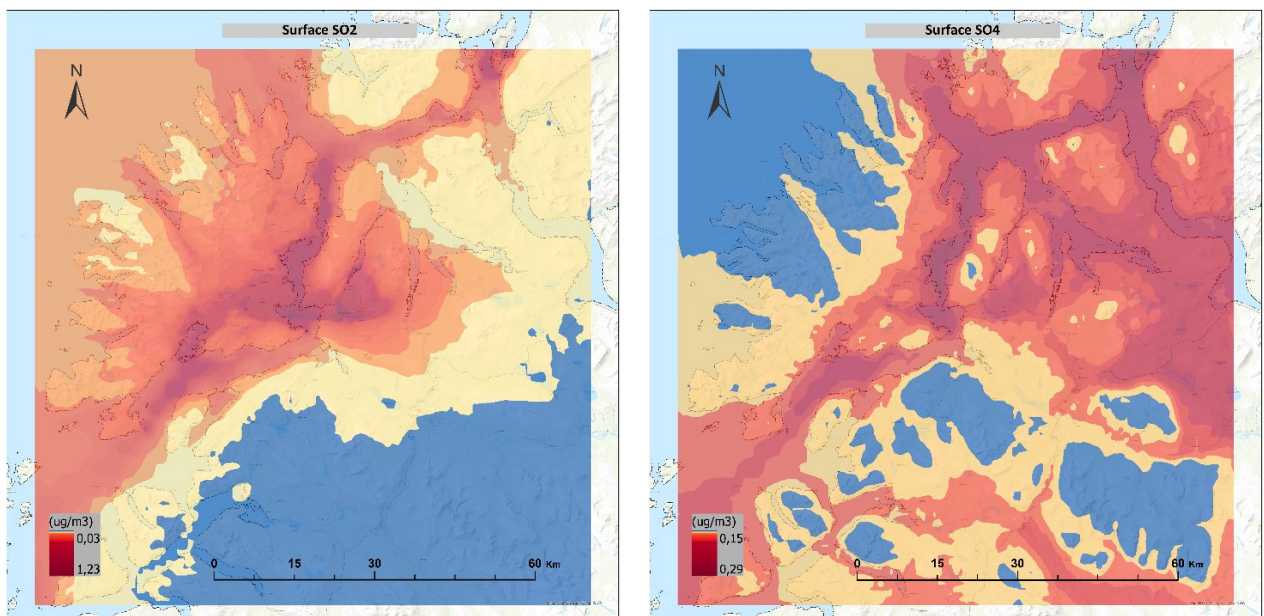 Surface SO2
N
(ug/m3)
0,03
1,23
0
15
30
60 Km
Surface SO4
N
(ug/m3)
0,15
0,29
0
15
30
60 Km